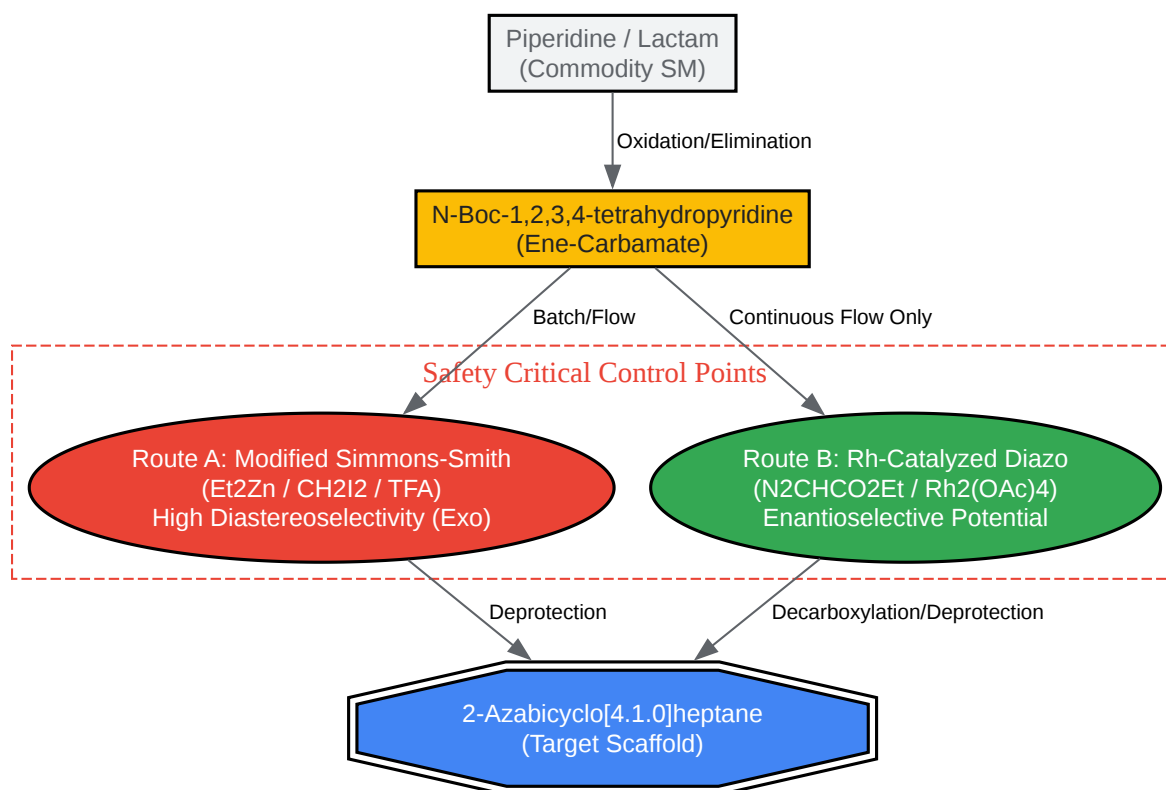 Piperidine / Lactam
(Commodity SM)
Oxidation/Elimination
N-Boc-1,2,3,4-tetrahydropyridine
(Ene-Carbamate)
Batch/Flow
Continuous Flow Only
Safety Critical Control Points
Route A: Modified Simmons-Smith
(Et2Zn / CH2I2 / TFA)
High Diastereoselectivity (Exo)
Route B: Rh-Catalyzed Diazo
(N2CHCO2Et / Rh2(OAc)4)
Enantioselective Potential
Deprotection
Decarboxylation/Deprotection
2-Azabicyclo[4.1.0]heptane
(Target Scaffold)